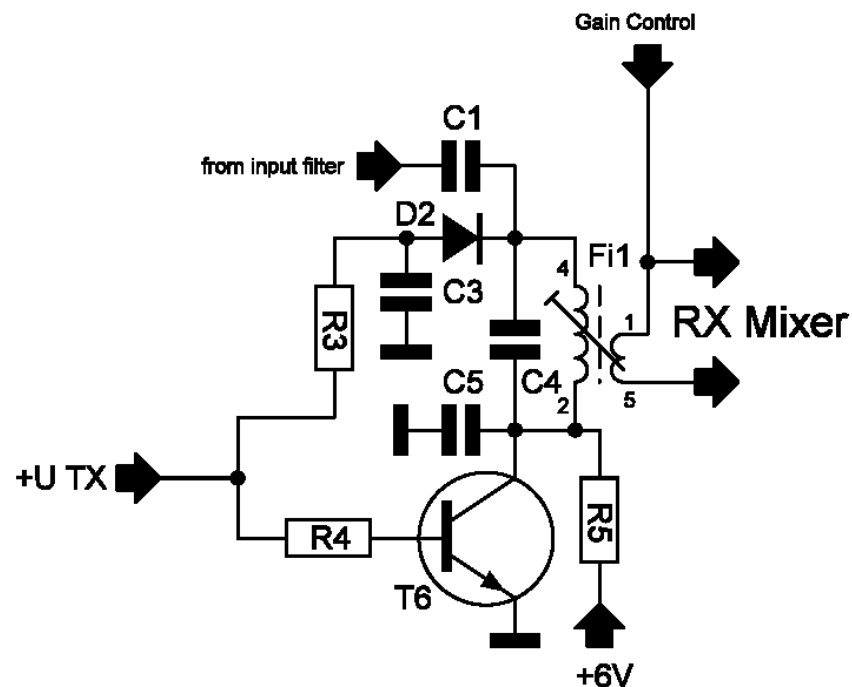 Gain Control
C1
from input filter
D2
4
Fi1
C3
1
RX Mixer
R3
C5
C4
2
5
+U TX
R4
R5
T6
+6V